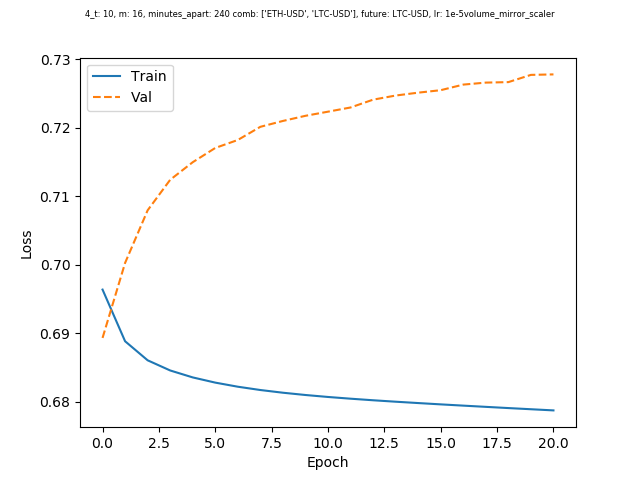 4_t: 10, m: 16, minutes_apart: 240 comb: ['ETH-USD', 'LTC-USD'], future: LTC-USD, lr: 1e-5volume_mirror_scaler
0.73
Train
Val
0.72
0.71
0.70
0.69
0.68
Loss
0.0 2.5 5.0 7.5 10.0 12.5 15.0 17.5 20.0
Epoch